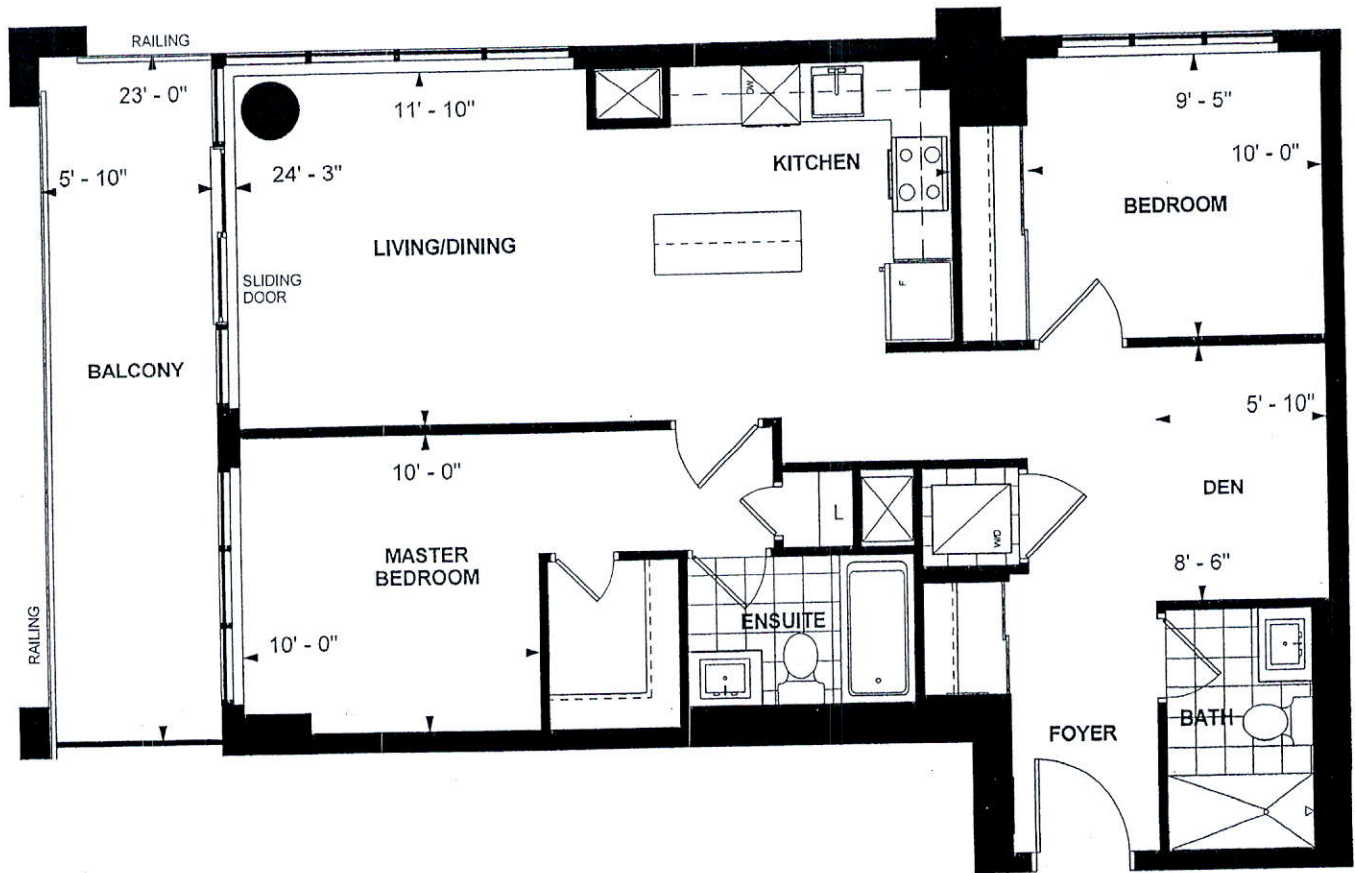 RAILING
23' - 0"
11' - 10"
DW
9' - 5"
5' - 10"
24' - 3"
KITCHEN
10' - 0"
BEDROOM
LIVING/DINING
SLIDING
DOOR
F
BALCONY
5' - 10"
10' - 0"
DEN
L
W/D
MASTER
BEDROOM
8' - 6"
RAILING
10' - 0"
ENSUITE
BATH
FOYER